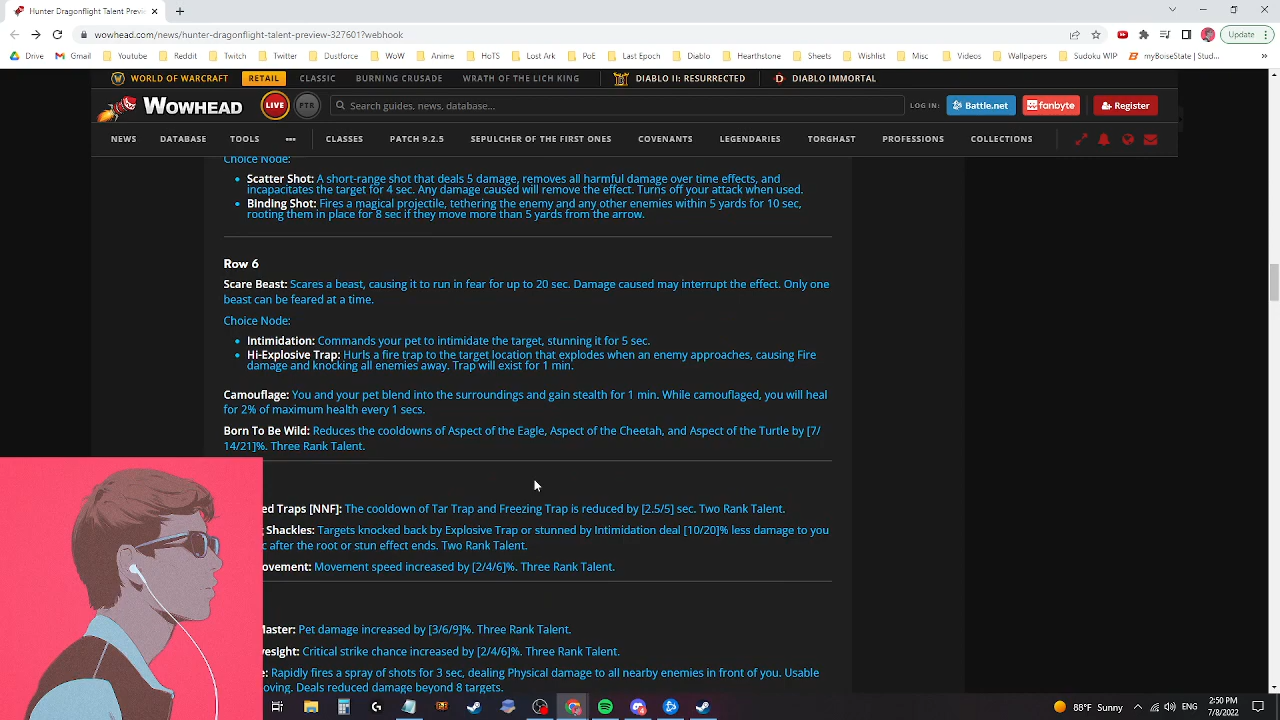 Hunter Dragonflight Talent Previ
wowhead.com/news/hunter-dragonflight-talent-preview-327601?webhook
Update
Drive Gmail Youtube Reddit Twitch Twitter Dustforce WoW Anime HoTS Lost Ark PoE Last Epoch Diablo Hearthstone Sheets Wishlist Misc Videos Wallpapers Sudoku WIP myBoiseState | Stud...
WORLD OF WARCRAFT RETAIL CLASSIC BURNING CRUSADE WRATH OF THE LICH KING DIABLO II: RESURRECTED DIABLO IMMORTAL
WOWHEAD LIVE PTR Search guides, news, database... LOG IN: Battle.net fanbyte Register
NEWS DATABASE TOOLS ••• CLASSES PATCH 9.2.5 SEPULCHER OF THE FIRST ONES COVENANTS LEGENDARIES TORGHAST PROFESSIONS COLLECTIONS
Choice Node:
• Scatter Shot: A short-range shot that deals 5 damage, removes all harmful damage over time effects, and
incapacitates the target for 4 sec. Any damage caused will remove the effect. Turns off your attack when used.
• Binding Shot: Fires a magical projectile, tethering the enemy and any other enemies within 5 yards for 10 sec,
rooting them in place for 8 sec if they move more than 5 yards from the arrow.
Row 6
Scare Beast: Scares a beast, causing it to run in fear for up to 20 sec. Damage caused may interrupt the effect. Only one
beast can be feared at a time.
Choice Node:
• Intimidation: Commands your pet to intimidate the target, stunning it for 5 sec.
• Hi-Explosive Trap: Hurls a fire trap to the target location that explodes when an enemy approaches, causing Fire
damage and knocking all enemies away. Trap will exist for 1 min.
Camouflage: You and your pet blend into the surroundings and gain stealth for 1 min. While camouflaged, you will heal
for 2% of maximum health every 1 secs.
Born To Be Wild: Reduces the cooldowns of Aspect of the Eagle, Aspect of the Cheetah, and Aspect of the Turtle by [7/
14/21]%. Three Rank Talent.
ed Traps [NNF]: The cooldown of Tar Trap and Freezing Trap is reduced by [2.5/5] sec. Two Rank Talent.
Shackles: Targets knocked back by Explosive Trap or stunned by Intimidation deal [10/20]% less damage to you
c after the root or stun effect ends. Two Rank Talent.
ovement: Movement speed increased by [2/4/6]%. Three Rank Talent.
Master: Pet damage increased by [3/6/9]%. Three Rank Talent.
yesight: Critical strike chance increased by [2/4/6]%. Three Rank Talent.
e: Rapidly fires a spray of shots for 3 sec, dealing Physical damage to all nearby enemies in front of you. Usable
oving. Deals reduced damage beyond 8 targets.
88°F Sunny ENG 2:50 PM
7/8/2022